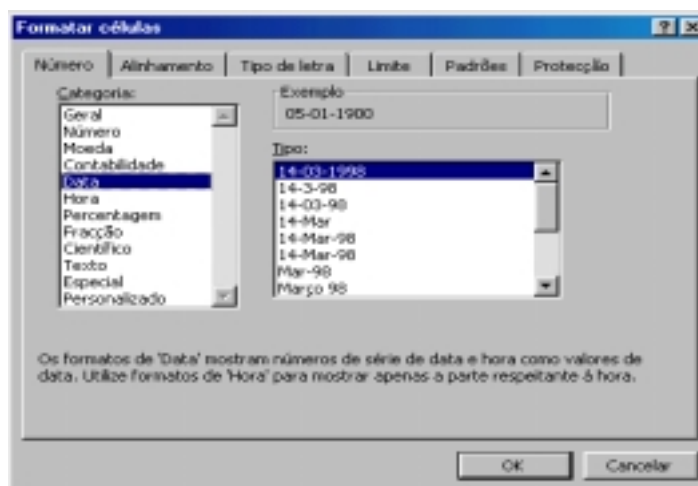 Formatar células
Número Alinhamento Tipo de letra Limite Padrões Protecção
Categoria:
Geral
Número
Moeda
Contabilidade
Data
Hora
Percentagem
Fracção
Científico
Texto
Especial
Personalizado
Exemplo
05-01-1900
Tipo:
14-03-1998
14-3-98
14-03-98
14-Mar
14-Mar-98
14-Mar-98
Mar-98
Março 98
Os formatos de 'Data' mostram números de série de data e hora como valores de
data. Utilize formatos de 'Hora' para mostrar apenas a parte respeitante á hora.
OK Cancelar